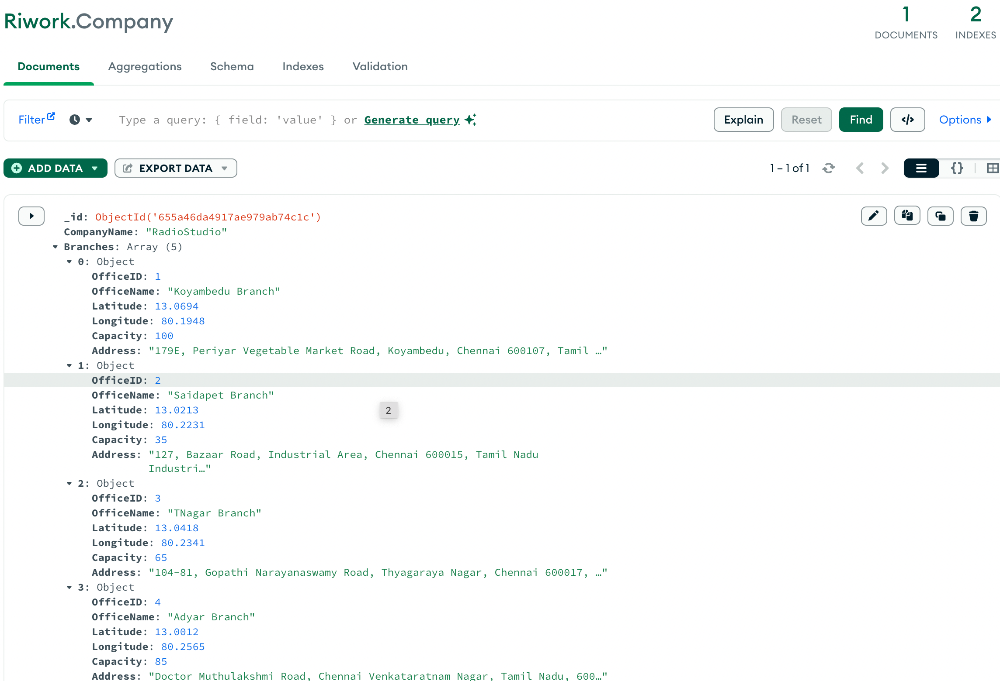 Riwork.Company
1
DOCUMENTS
2
INDEXES
Documents Aggregations Schema Indexes Validation
Filter Type a query: { field: 'value' } or Generate query Explain Reset Find </> Options
ADD DATA EXPORT DATA 1 – 1 of 1 {}
_id: ObjectId('655a46da4917ae979ab74c1c')
CompanyName: "RadioStudio"
Branches: Array (5)
0: Object
OfficeID: 1
OfficeName: "Koyambedu Branch"
Latitude: 13.0694
Longitude: 80.1948
Capacity: 100
Address: "179E, Periyar Vegetable Market Road, Koyambedu, Chennai 600107, Tamil …"
1: Object
OfficeID: 2
OfficeName: "Saidapet Branch"
Latitude: 13.0213
2
Longitude: 80.2231
Capacity: 35
Address: "127, Bazaar Road, Industrial Area, Chennai 600015, Tamil Nadu
Industri…"
2: Object
OfficeID: 3
OfficeName: "TNagar Branch"
Latitude: 13.0418
Longitude: 80.2341
Capacity: 65
Address: "104-81, Gopathi Narayanaswamy Road, Thyagaraya Nagar, Chennai 600017, …"
3: Object
OfficeID: 4
OfficeName: "Adyar Branch"
Latitude: 13.0012
Longitude: 80.2565
Capacity: 85
Address: "Doctor Muthulakshmi Road, Chennai Venkataratnam Nagar, Tamil Nadu, 600…"